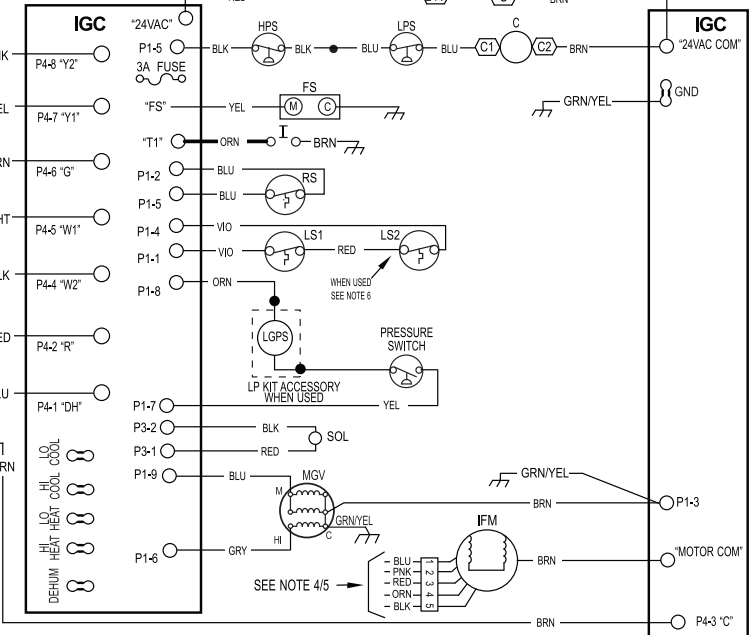 RED
BRN
IGC
"24VAC"
P1-5
BLK
HPS
BLK
BLU
LPS
BLU
C1
C
C2
BRN
IGC
"24VAC COM"
P4-8 "Y2"
3A FUSE
FS
GND
GRN/YEL
P4-7 "Y1"
"FS"
YEL
M
C
"T1"
ORN
BRN
P4-6 "G"
P1-2
BLU
RS
P1-5
BLU
P4-5 "W1"
P1-4
VIO
LS1
LS2
P1-1
VIO
RED
P4-4 "W2"
P1-8
ORN
WHEN USED
SEE NOTE 6
P4-2 "R"
LGPS
PRESSURE
SWITCH
LP KIT ACCESSORY
WHEN USED
P4-1 "DH"
P1-7
YEL
P3-2
BLK
SOL
P3-1
RED
LO
COOL
P1-9
BLU
MGV
M
GRN/YEL
HI
COOL
BRN
P1-3
LO
HEAT
GRN/YEL
C
HI
HEAT
HI
P1-6
GRY
IFM
BLU
1
PNK
2
RED
3
ORN
4
BLK
5
BRN
"MOTOR COM"
SEE NOTE 4/5
DEHUM
BRN
P4-3 "C"